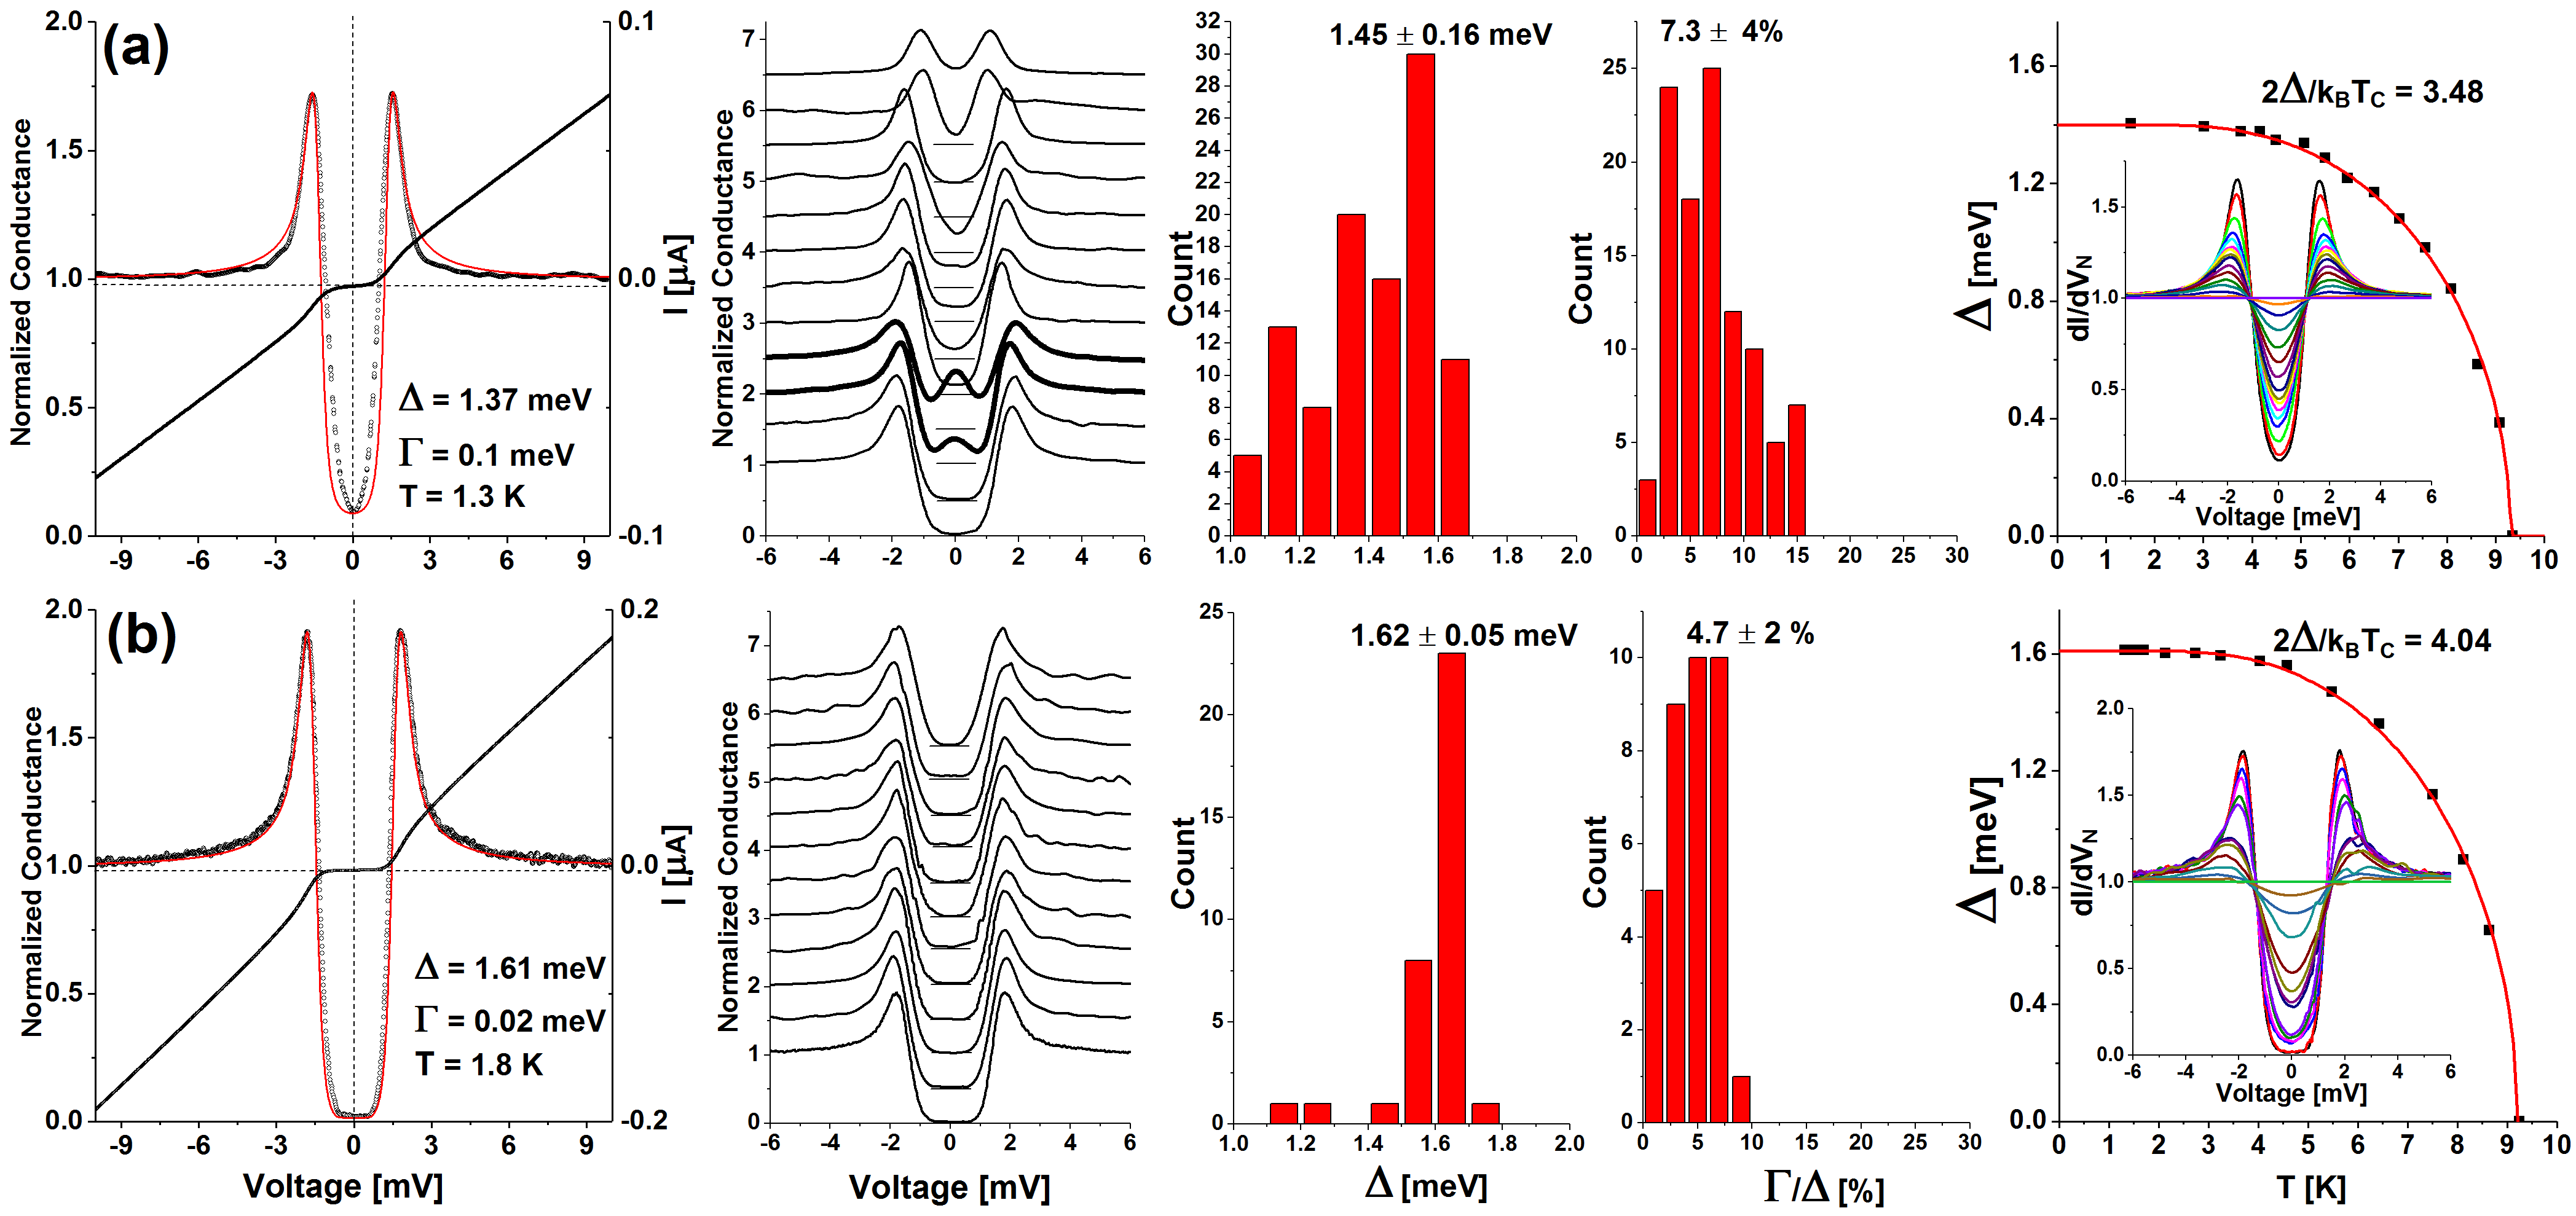 (a)
Normalized Conductance
2.0
1.5
1.0
0.5
0.0
-9 -6 -3 0 3 6 9
0.1
0.0
-0.1
I [µA]
Δ = 1.37 meV
Γ = 0.1 meV
T = 1.3 K
Normalized Conductance
7
6
5
4
3
2
1
0
-6 -4 -2 0 2 4 6
1.45 ± 0.16 meV
Count
32
30
28
26
24
22
20
18
16
14
12
10
8
6
4
2
0
1.0 1.2 1.4 1.6 1.8 2.0
7.3 ± 4%
Count
25
20
15
10
5
0
0 5 10 15 20 25 30
2Δ/kBTC = 3.48
Δ [meV]
1.6
1.2
0.8
0.4
0.0
0 1 2 3 4 5 6 7 8 9 10
dI/dVN
1.5
1.0
0.5
0.0
-6 -4 -2 0 2 4 6
Voltage [meV]
(b)
Normalized Conductance
2.0
1.5
1.0
0.5
0.0
-9 -6 -3 0 3 6 9
Voltage [mV]
0.2
0.0
-0.2
I [µA]
Δ = 1.61 meV
Γ = 0.02 meV
T = 1.8 K
Normalized Conductance
7
6
5
4
3
2
1
0
-6 -4 -2 0 2 4 6
Voltage [mV]
1.62 ± 0.05 meV
Count
25
20
15
10
5
0
1.0 1.2 1.4 1.6 1.8 2.0
Δ [meV]
4.7 ± 2 %
Count
10
8
6
4
2
0
0 5 10 15 20 25 30
Γ/Δ [%]
2Δ/kBTC = 4.04
Δ [meV]
1.6
1.2
0.8
0.4
0.0
0 1 2 3 4 5 6 7 8 9 10
T [K]
dI/dVN
2.0
1.5
1.0
0.5
0.0
-6 -4 -2 0 2 4 6
Voltage [mV]